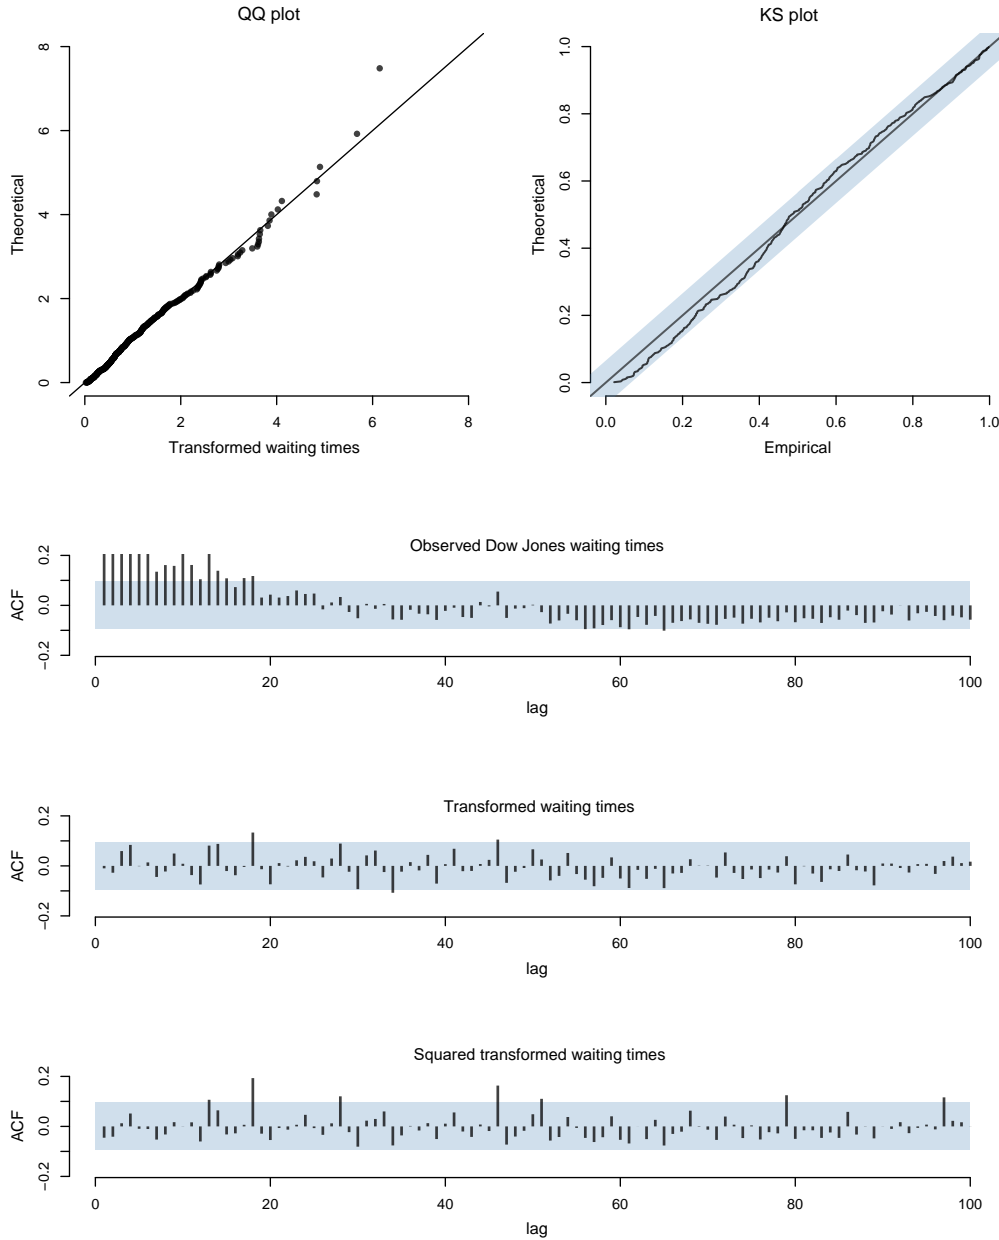 QQ plot
KS plot
8
6
4
2
0
Theoretical
0 2 4 6 8
Transformed waiting times
1.0
0.8
0.6
0.4
0.2
0.0
Theoretical
0.0 0.2 0.4 0.6 0.8 1.0
Empirical
Observed Dow Jones waiting times
0.2
0.0
−0.2
ACF
0 20 40 60 80 100
lag
Transformed waiting times
0.2
0.0
−0.2
ACF
0 20 40 60 80 100
lag
Squared transformed waiting times
0.2
0.0
−0.2
ACF
0 20 40 60 80 100
lag